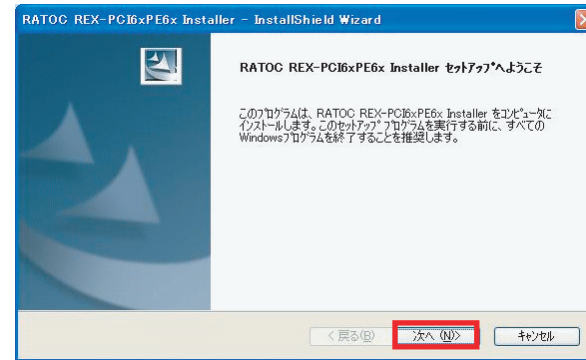 RATOC REX-PCI6xPE6x Installer - InstallShield Wizard
RATOC REX-PCI6xPE6x Installer セットアップへようこそ
このプログラムは、RATOC REX-PCI6xPE6x Installer をコンピュータに
インストールします。このセットアップ プログラムを実行する前に、すべての
Windowsプログラムを終了することを推奨します。
< 戻る(B)
次へ (N)>
キャンセル